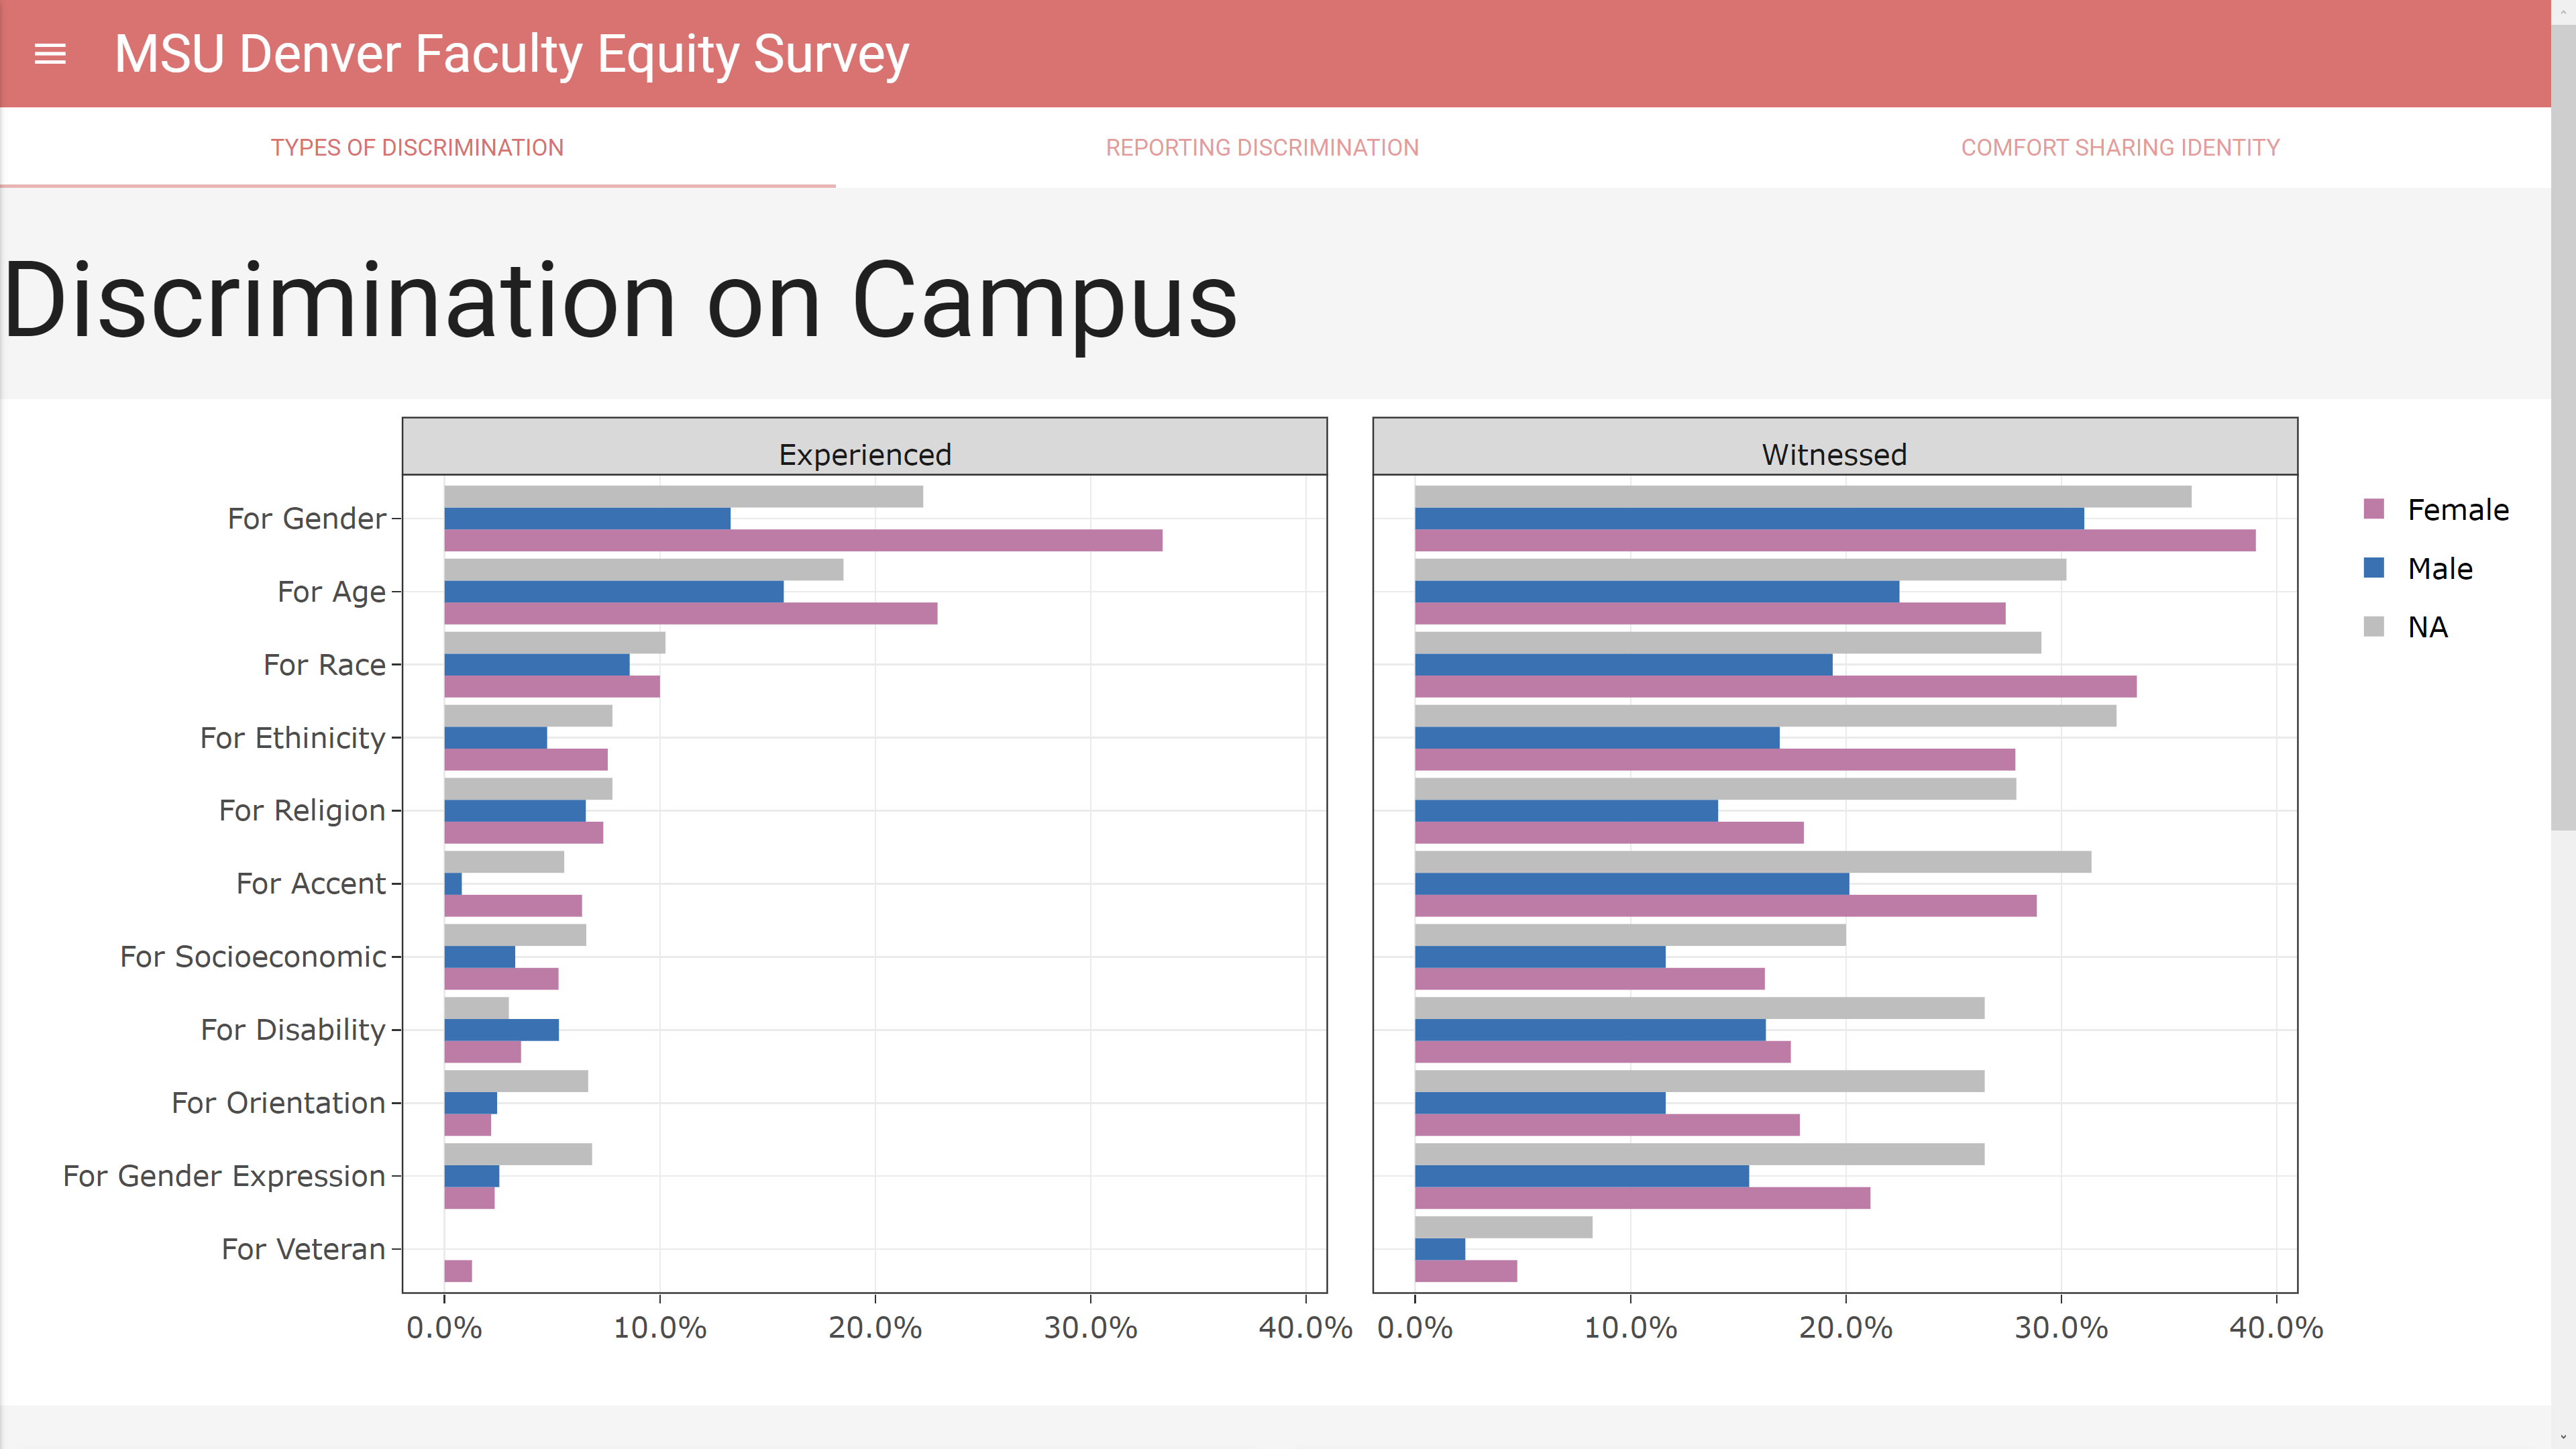 MSU Denver Faculty Equity Survey
TYPES OF DISCRIMINATION
REPORTING DISCRIMINATION
COMFORT SHARING IDENTITY
Discrimination on Campus
Experienced
Witnessed
Female
Male
NA
For Gender
For Age
For Race
For Ethinicity
For Religion
For Accent
For Socioeconomic
For Disability
For Orientation
For Gender Expression
For Veteran
0.0% 10.0% 20.0% 30.0% 40.0% 0.0% 10.0% 20.0% 30.0% 40.0%